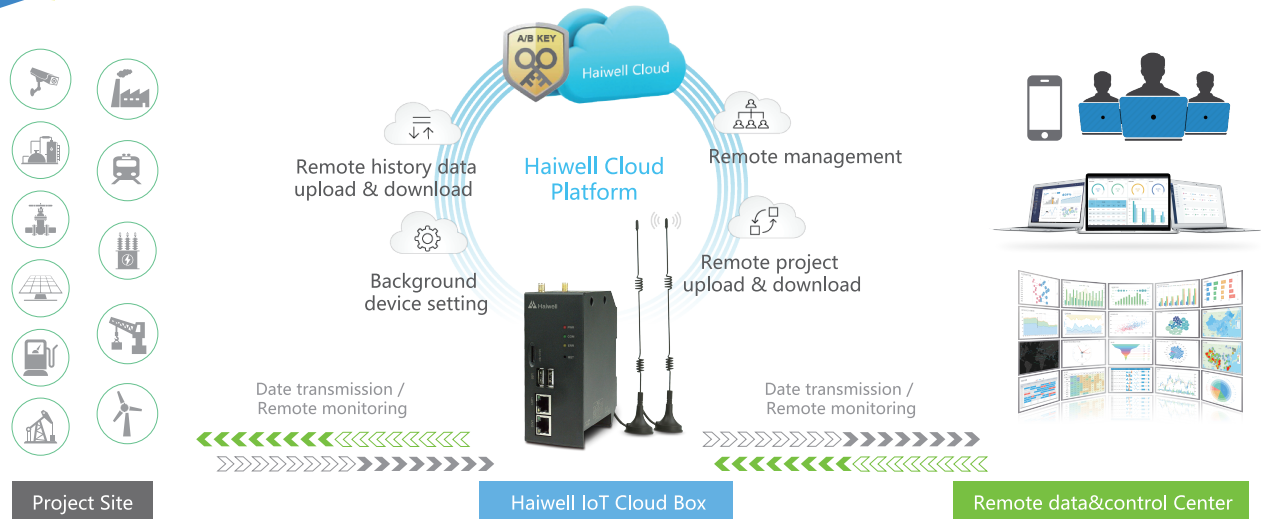 A/B KEY
Haiwell Cloud
Remote history data
upload & download
Haiwell Cloud
Platform
Remote management
Background
device setting
Remote project
upload & download
Haiwell
Date transmission /
Remote monitoring
Date transmission /
Remote monitoring
Project Site
Haiwell IoT Cloud Box
Remote data&control Center